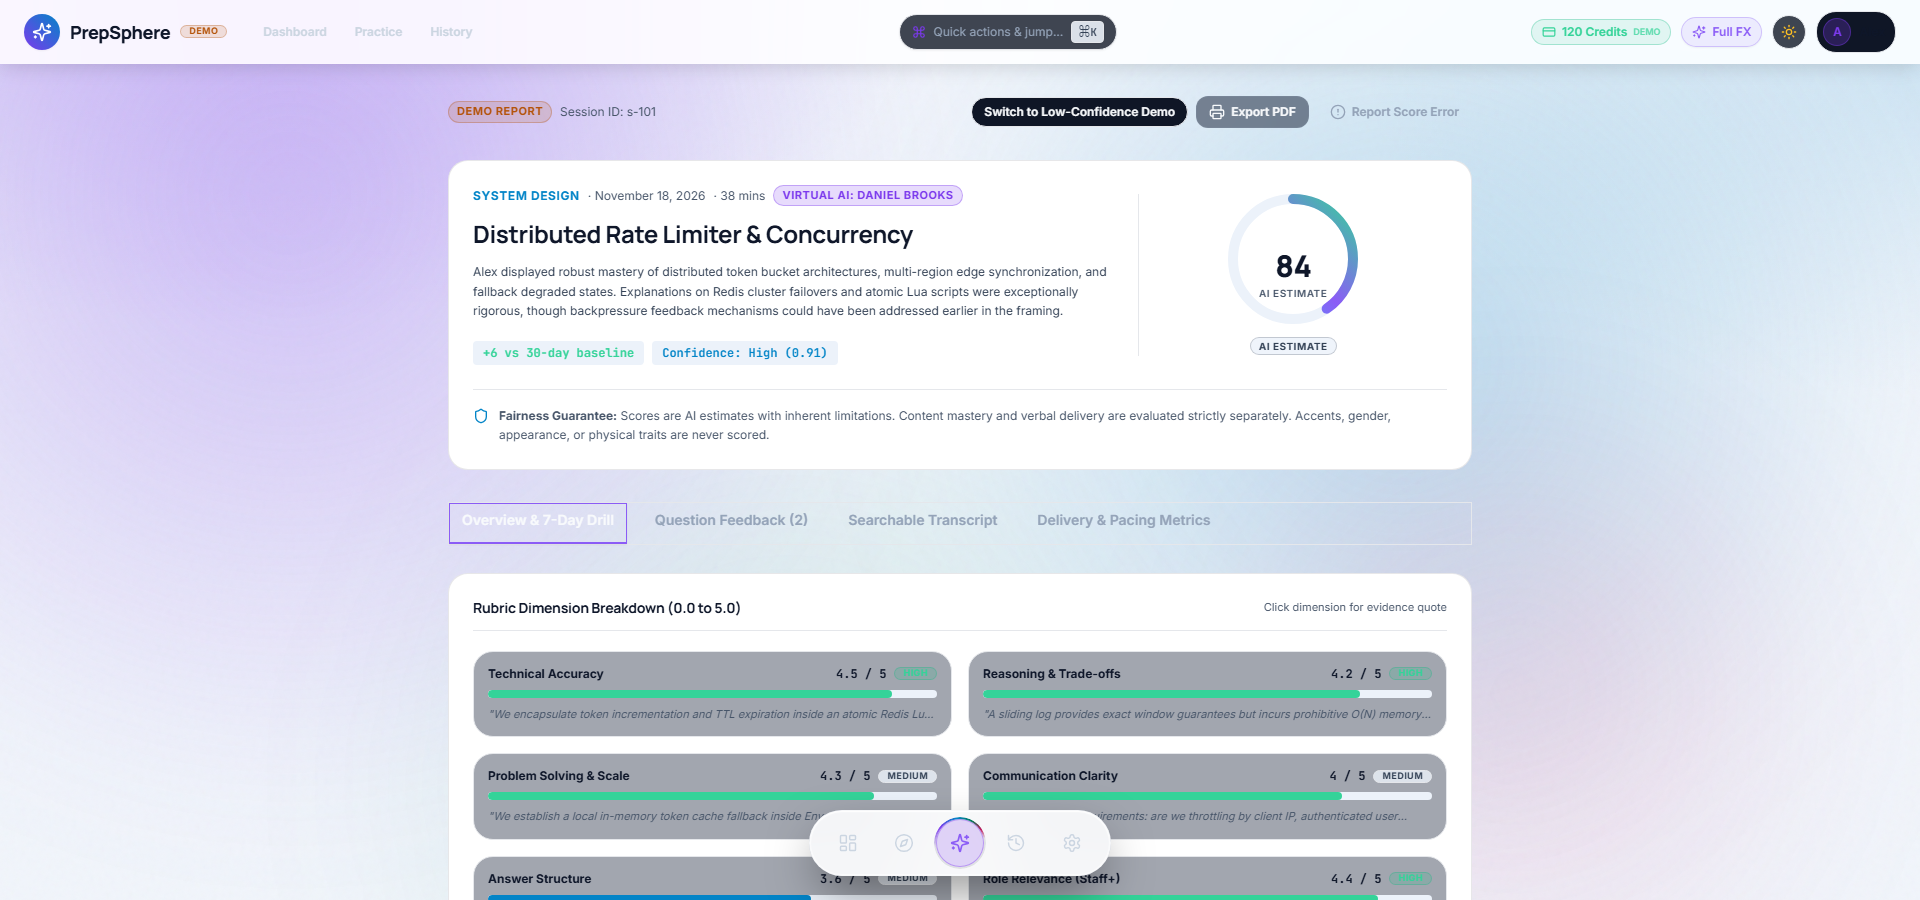 PrepSphere DEMO Dashboard Practice History Quick actions & jump... ⌘K 120 Credits DEMO Full FX A
DEMO REPORT Session ID: s-101 Switch to Low-Confidence Demo Export PDF Report Score Error
SYSTEM DESIGN · November 18, 2026 · 38 mins VIRTUAL AI: DANIEL BROOKS
Distributed Rate Limiter & Concurrency
Alex displayed robust mastery of distributed token bucket architectures, multi-region edge synchronization, and
fallback degraded states. Explanations on Redis cluster failovers and atomic Lua scripts were exceptionally
rigorous, though backpressure feedback mechanisms could have been addressed earlier in the framing.
+6 vs 30-day baseline Confidence: High (0.91)
84
AI ESTIMATE
AI ESTIMATE
Fairness Guarantee: Scores are AI estimates with inherent limitations. Content mastery and verbal delivery are evaluated strictly separately. Accents, gender,
appearance, or physical traits are never scored.
Overview & 7-Day Drill Question Feedback (2) Searchable Transcript Delivery & Pacing Metrics
Rubric Dimension Breakdown (0.0 to 5.0) Click dimension for evidence quote
Technical Accuracy 4.5 / 5
"We encapsulate token incrementation and TTL expiration inside an atomic Redis Lu...
Reasoning & Trade-offs 4.2 / 5
"A sliding log provides exact window guarantees but incurs prohibitive O(N) memory...
Problem Solving & Scale 4.3 / 5 MEDIUM
"We establish a local in-memory token cache fallback inside
Communication Clarity 4 / 5 MEDIUM
are we throttling by client IP, authenticated user...
Answer Structure 3.6 / 5 MEDIUM
Role Relevance (Staff+) 4.4 / 5